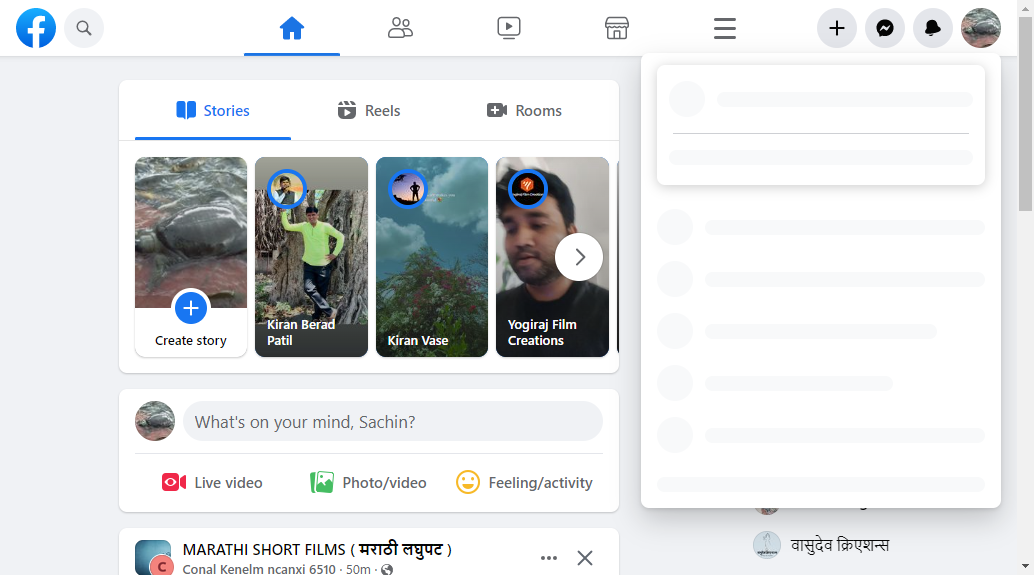 Stories
Reels
Rooms
Create story
Kiran Berad
Patil
Kiran Vase
Yogiraj Film
Creations
What's on your mind, Sachin?
Live video
Photo/video
Feeling/activity
MARATHI SHORT FILMS ( मराठी लघुपट )
Conal Kenelm ncanxi 6510 · 50m ·
C
वासुदेव क्रिएशन्स